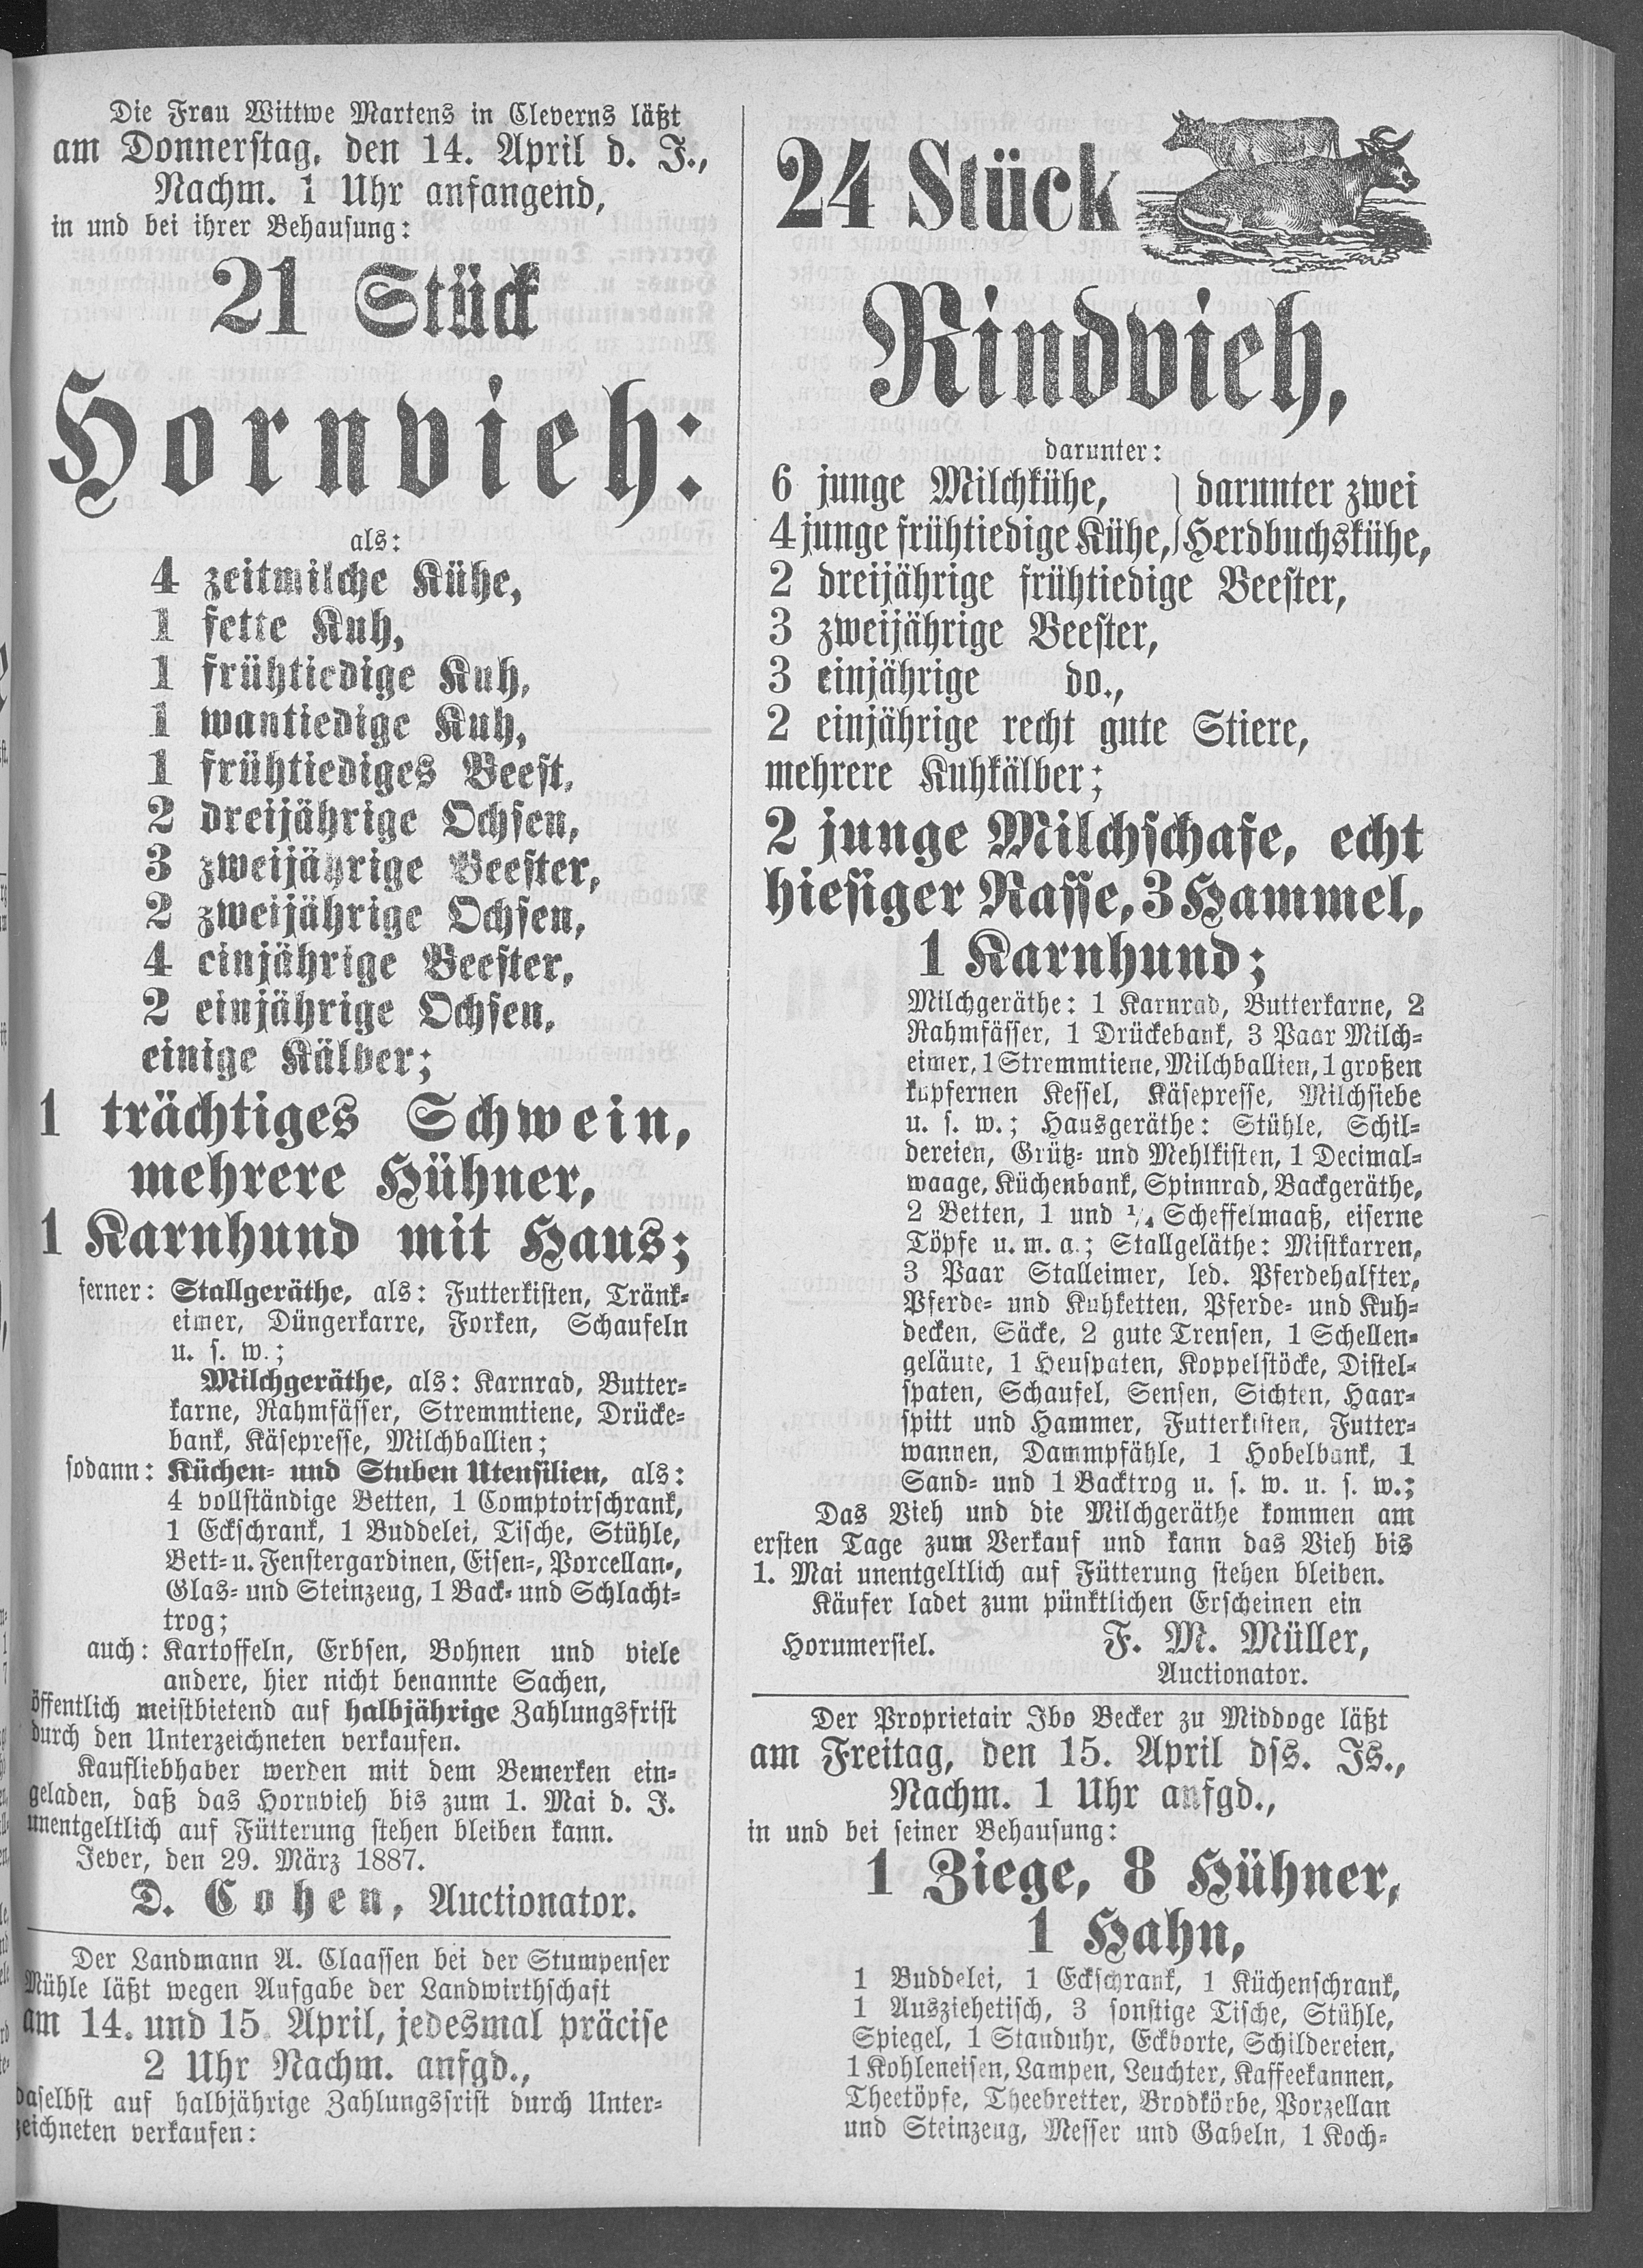 Die Frau Wittwe Martens in Cleverns läßt
am Donnerstag, den 14. April d. J.,
Nachm. 1 Uhr anfangend,
in und bei ihrer Behausung:
21 Stück
Hornvieh:
als:
4 zeitmilche Kühe,
1 fette Kuh,
1 frühtiedige Kuh,
1 wantiedige Kuh,
1 frühtiediges Beest,
2 dreijährige Ochsen,
3 zweijährige Beester,
2 zweijährige Ochsen,
4 einjährige Beester,
2 einjährige Ochsen,
einige Kälber;
1 trächtiges Schwein,
mehrere Hühner,
1 Karnhund mit Haus;
ferner: Stallgeräthe, als: Futterkisten, Tränk=
eimer, Düngerkarre, Forken, Schaufeln
u. s. w.;
Milchgeräthe, als: Karnrad, Butter=
karne, Rahmfässer, Stremmtiene, Drücke=
bank, Käsepresse, Milchballien;
sodann: Küchen= und Stuben Utensilien, als:
4 vollständige Betten, 1 Comptoirschrank,
1 Eckschrank, 1 Buddelei, Tische, Stühle,
Bett= u. Fenstergardinen, Eisen=, Porcellan=,
Glas= und Steinzeug, 1 Back= und Schlacht=
trog;
auch: Kartoffeln, Erbsen, Bohnen und viele
andere, hier nicht benannte Sachen,
öffentlich meistbietend auf halbjährige Zahlungsfrist
durch den Unterzeichneten verkaufen.
Kaufliebhaber werden mit dem Bemerken ein=
geladen, daß das Hornvieh bis zum 1. Mai d. J.
unentgeltlich auf Fütterung stehen bleiben kann.
Jever, den 29. März 1887.
D. Cohen, Auctionator.
Der Landmann A. Claassen bei der Stumpenser
Mühle läßt wegen Aufgabe der Landwirthschaft
am 14. und 15. April, jedesmal präcise
2 Uhr Nachm. anfgd.,
daselbst auf halbjährige Zahlungsfrist durch Unter=
zeichneten verkaufen:
24 Stück
Rindvieh,
darunter:
6 junge Milchkühe, } darunter zwei
4 junge frühtiedige Kühe, } Herdbuchskühe,
2 dreijährige frühtiedige Beester,
3 zweijährige Beester,
3 einjährige do.,
2 einjährige recht gute Stiere,
mehrere Kuhkälber;
2 junge Milchschafe, echt
hiesiger Rasse, 3 Hammel,
1 Karnhund;
Milchgeräthe: 1 Karnrad, Butterkarne, 2
Rahmfässer, 1 Drückebank, 3 Paar Milch=
eimer, 1 Stremmtiene, Milchballien, 1 großen
kupfernen Kessel, Käsepresse, Milchsiebe
u. s. w.; Hausgeräthe: Stühle, Schil=
dereien, Grütz= und Mehlkisten, 1 Decimal=
waage, Küchenbank, Spinnrad, Backgeräthe,
2 Betten, 1 und ¼ Scheffelmaaß, eiserne
Töpfe u. m. a.; Stallgeläthe: Mistkarren,
3 Paar Stalleimer, led. Pferdehalfter,
Pferde= und Kuhketten, Pferde= und Kuh=
decken, Säcke, 2 gute Trensen, 1 Schellen=
geläute, 1 Heuspaten, Koppelstöcke, Distel=
spaten, Schaufel, Sensen, Sichten, Haar=
spitt und Hammer, Futterkisten, Futter=
wannen, Dammpfähle, 1 Hobelbank, 1
Sand= und 1 Backtrog u. s. w. u. s. w.;
Das Vieh und die Milchgeräthe kommen am
ersten Tage zum Verkauf und kann das Vieh bis
1. Mai unentgeltlich auf Fütterung stehen bleiben.
Käufer ladet zum pünktlichen Erscheinen ein
Horumersiel. F. M. Müller,
Auctionator.
Der Proprietair Ibo Becker zu Middoge läßt
am Freitag, den 15. April dss. Js.,
Nachm. 1 Uhr anfgd.,
in und bei seiner Behausung:
1 Ziege, 8 Hühner,
1 Hahn,
1 Buddelei, 1 Eckschrank, 1 Küchenschrank,
1 Ausziehetisch, 3 sonstige Tische, Stühle,
Spiegel, 1 Standuhr, Eckborte, Schildereien,
1 Kohleneisen, Lampen, Leuchter, Kaffeekannen,
Theetöpfe, Theebretter, Brodkörbe, Porzellan
und Steinzeug, Messer und Gabeln, 1 Koch=